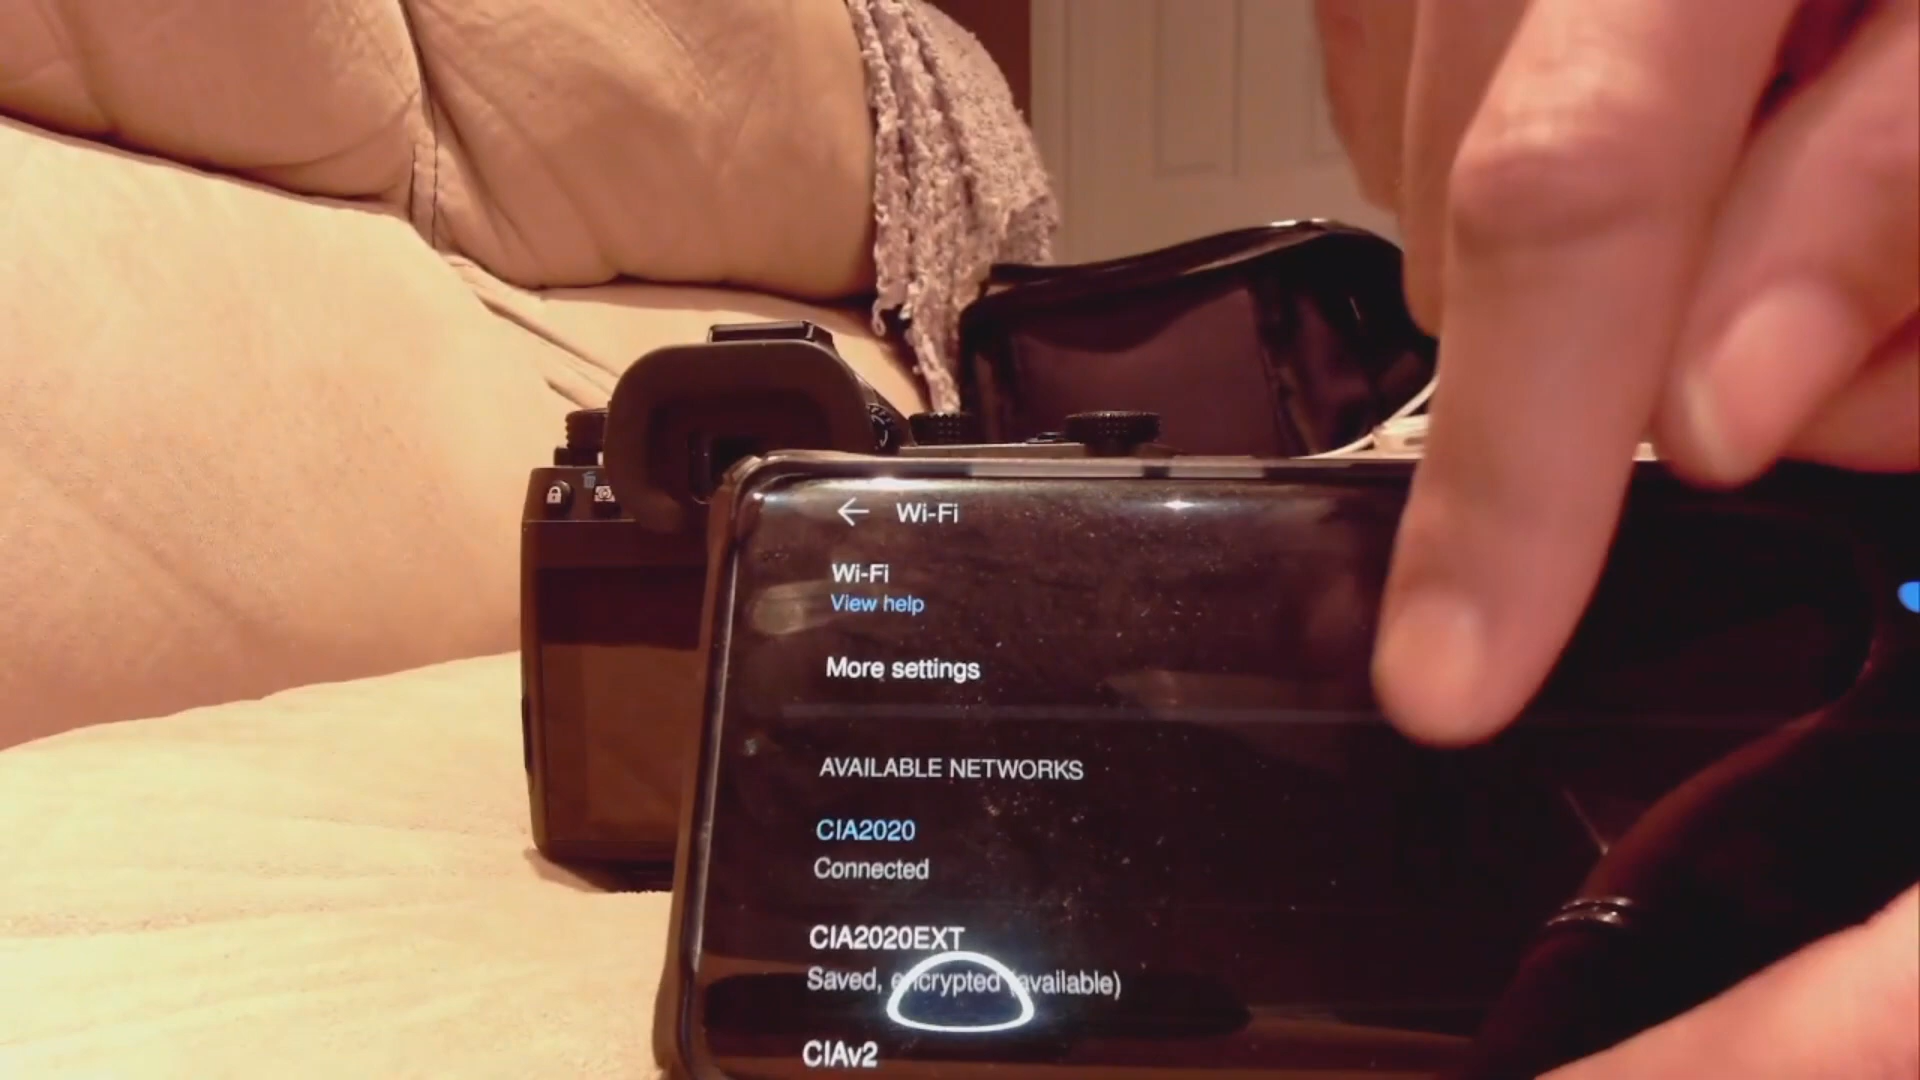 Wi-Fi
Wi-Fi
View help
More settings
AVAILABLE NETWORKS
CIA2020
Connected
CIA2020EXT
Saved, encrypted (available)
CIAv2